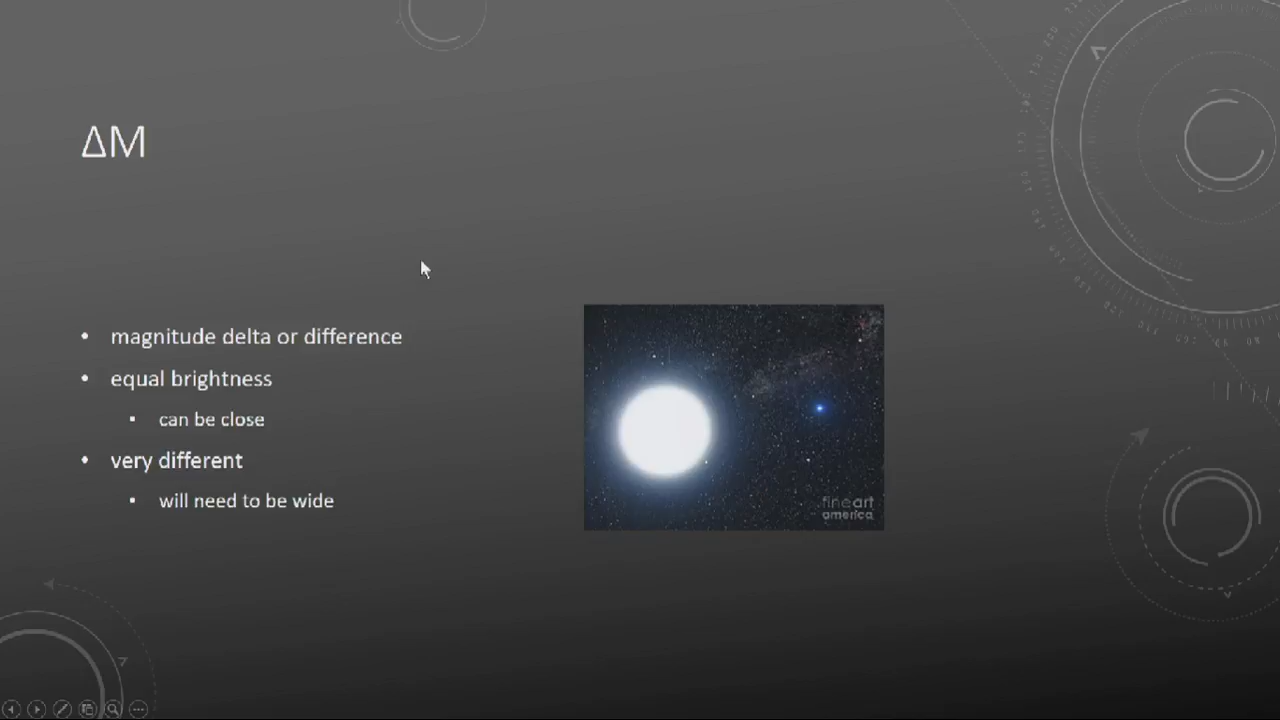 ΔM
magnitude delta or difference
equal brightness
can be close
very different
will need to be wide
fineart
america